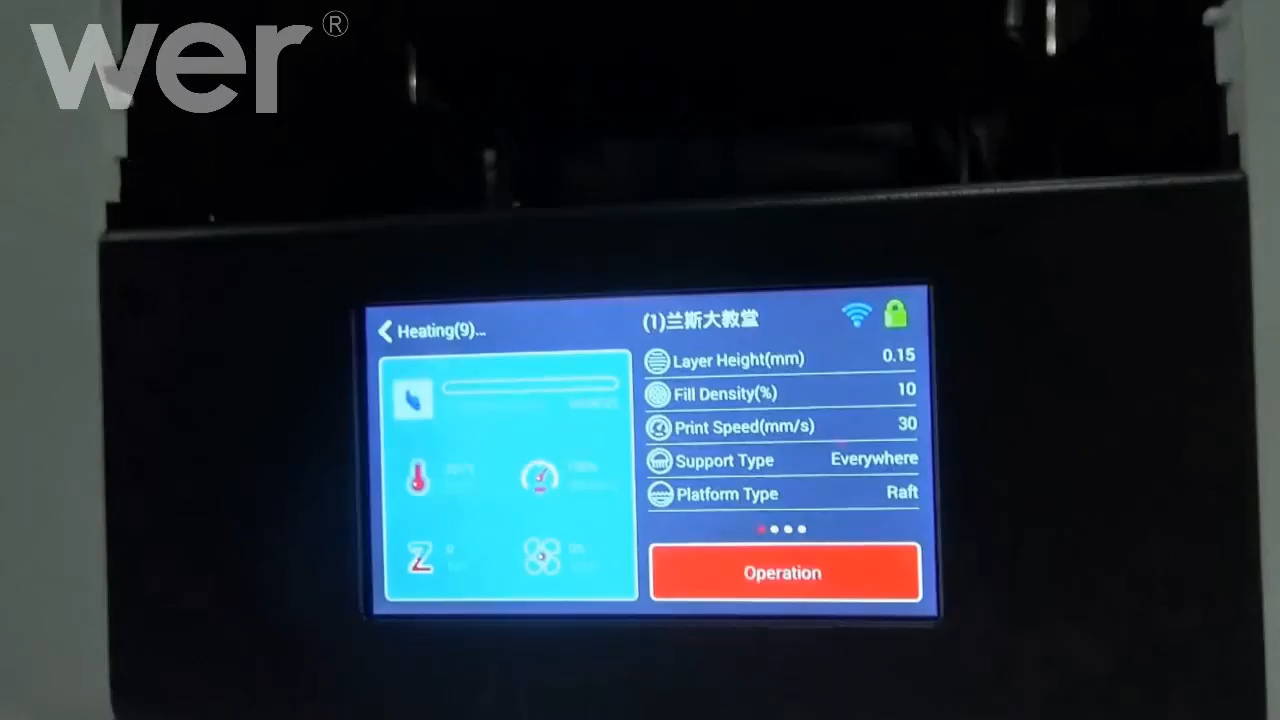 wer®
Heating(9)...
(1)兰斯大教堂
Layer Height(mm) 0.15
Fill Density(%) 10
Print Speed(mm/s) 30
Support Type Everywhere
Platform Type Raft
Operation